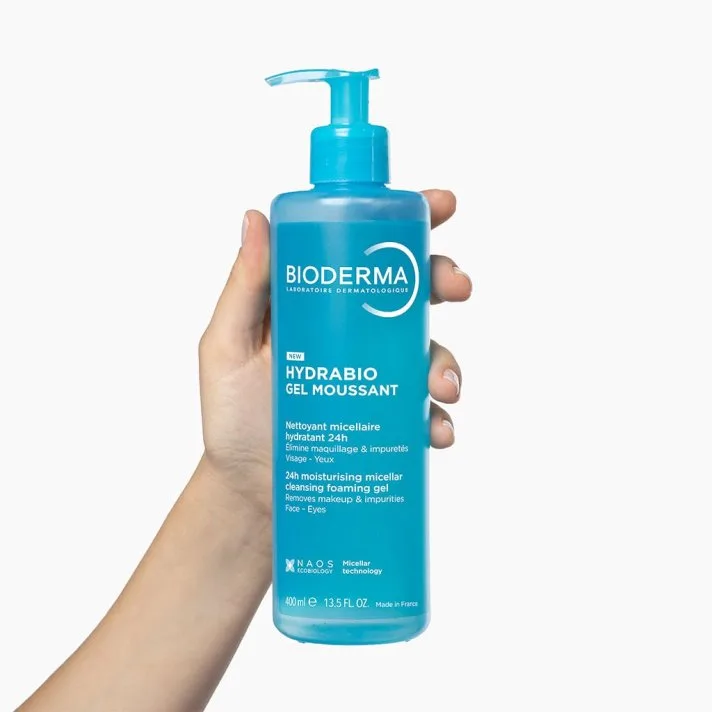 BIODERMA
LABORATOIRE DERMATOLOGIQUE
NEW
HYDRABIO
GEL MOUSSANT
Nettoyant micellaire
hydratant 24h
Élimine maquillage & impuretés
Visage - Yeux
24h moisturising micellar
cleansing foaming gel
Removes makeup & impurities
Face - Eyes
NAOS
ECOBIOLOGY
Micellar
technology
400 ml ℮ 13.5 FL. OZ. Made in France